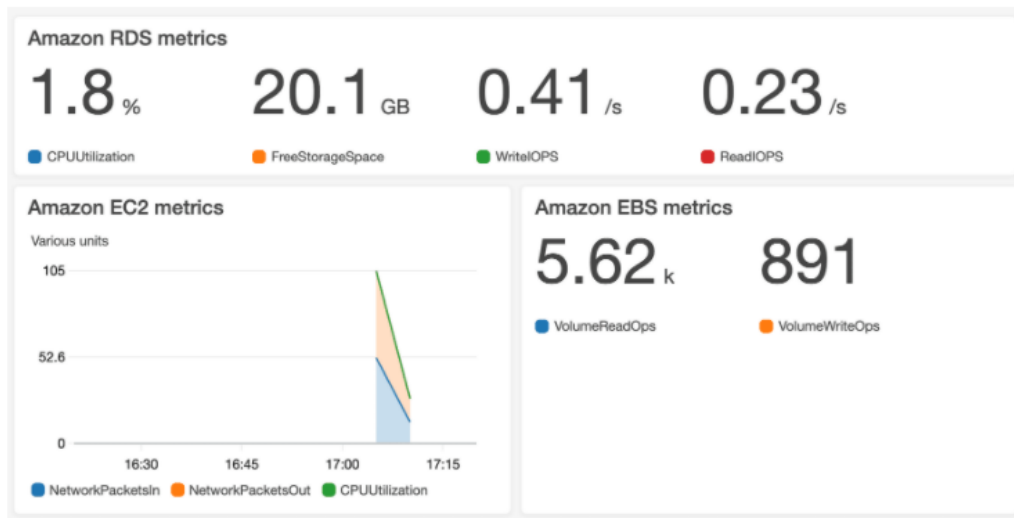 Amazon RDS metrics
1.8 % 20.1 GB 0.41 /s 0.23 /s
CPUUtilization FreeStorageSpace WriteIOPS ReadIOPS
Amazon EC2 metrics
Various units
105
52.6
0
16:30 16:45 17:00 17:15
NetworkPacketsIn NetworkPacketsOut CPUUtilization
Amazon EBS metrics
5.62 k 891
VolumeReadOps VolumeWriteOps